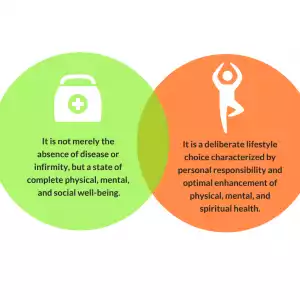 It is not merely the
absence of disease or
infirmity, but a state of
complete physical, mental,
and social well-being.
It is a deliberate lifestyle
choice characterized by
personal responsibility and
optimal enhancement of
physical, mental, and
spiritual health.